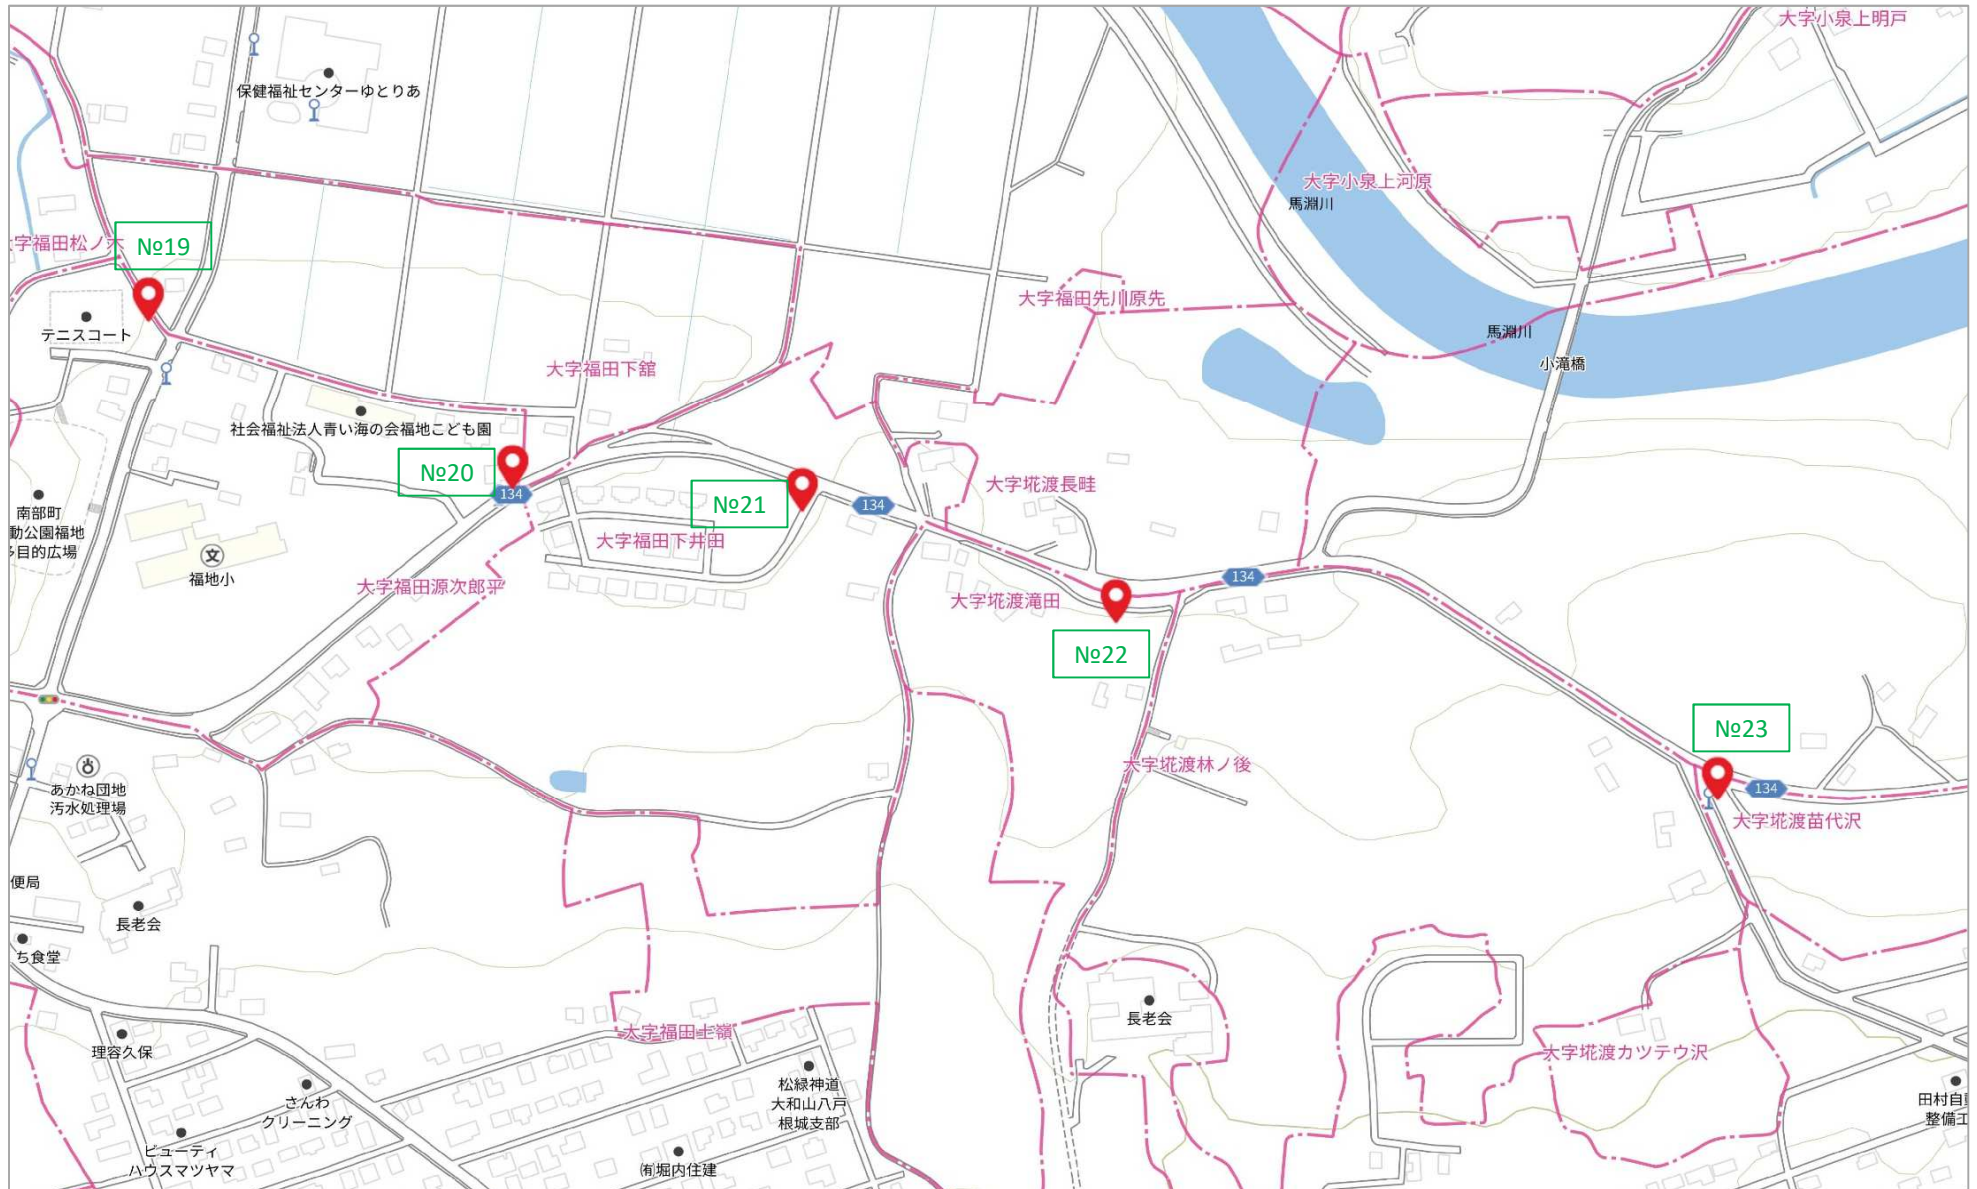 大字小泉上明戸
保健福祉センターゆとりあ
大字小泉上河原
馬淵川
字福田松ノ木
№19
大字福田先川原先
テニスコート
馬淵川
小滝橋
大字福田下舘
社会福祉法人青い海の会福地こども園
№20
134
№21
134
大字埖渡長畦
南部町
動公園福地
多目的広場
大字福田下井田
文
福地小
大字福田源次郎平
134
大字埖渡滝田
№22
№23
大字埖渡林ノ後
134
あかね団地
汚水処理場
大字埖渡苗代沢
便局
長老会
ち食堂
長老会
大字福田上嶺
理容久保
大字埖渡カツテウ沢
さんわ
クリーニング
松緑神道
大和山八戸
根城支部
田村自動
整備工
ビューティ
ハウスマツヤマ
㈲堀内住建